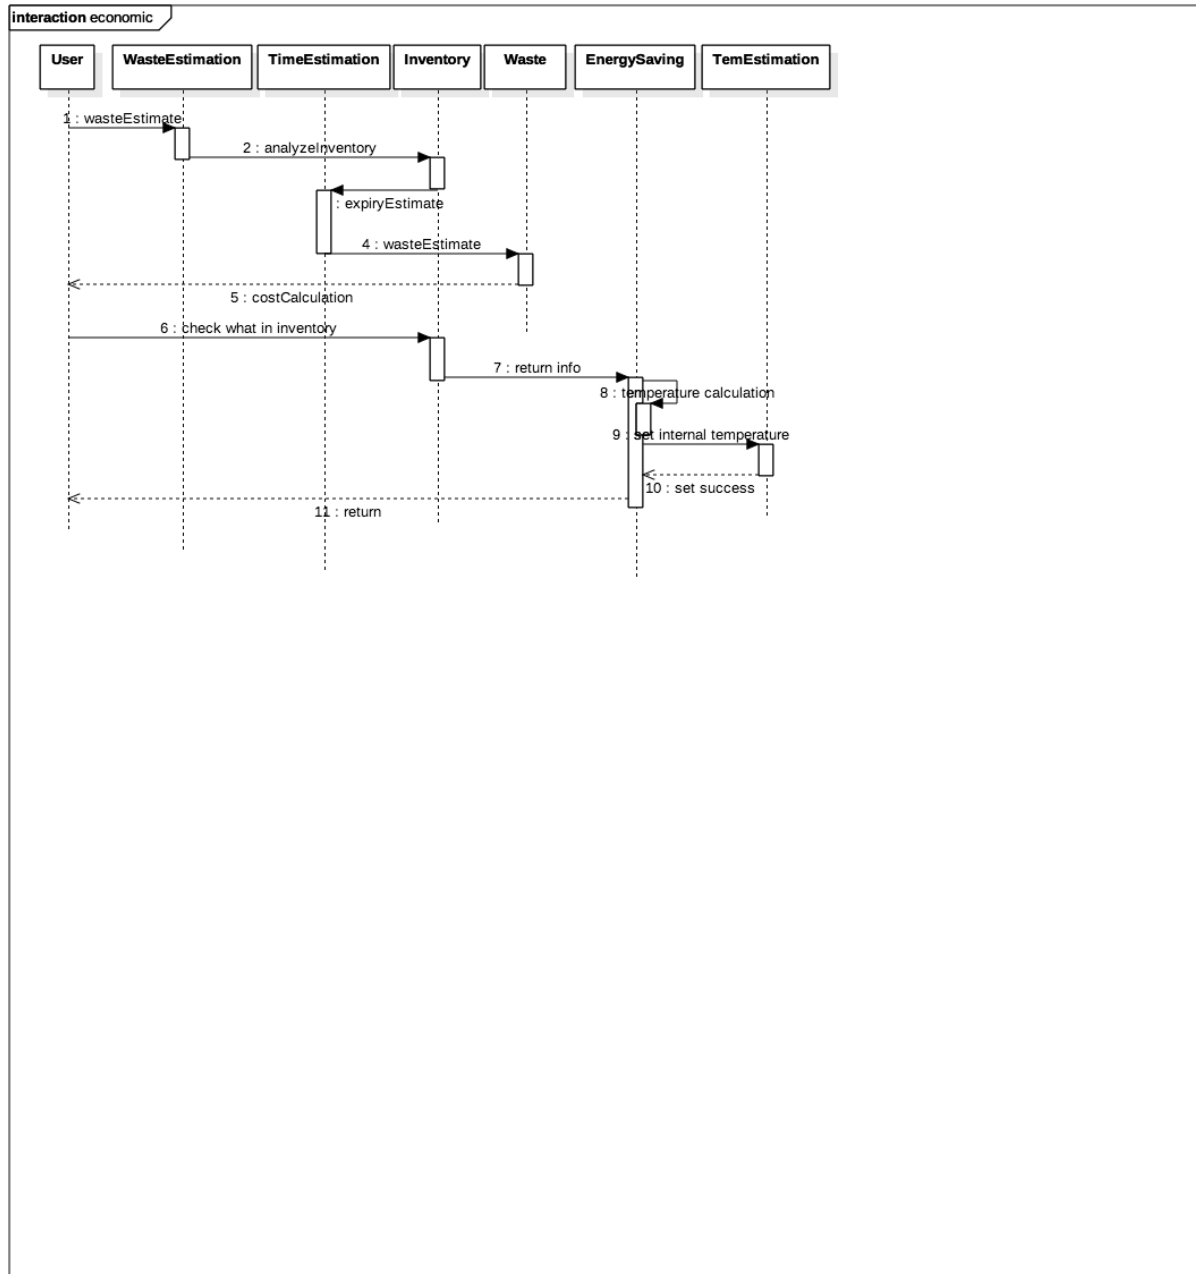 interaction economic
User
WasteEstimation
TimeEstimation
Inventory
Waste
EnergySaving
TemEstimation
1 : wasteEstimate
2 : analyzeInventory
: expiryEstimate
4 : wasteEstimate
5 : costCalculation
6 : check what in inventory
7 : return info
8 : temperature calculation
9 : set internal temperature
10 : set success
11 : return